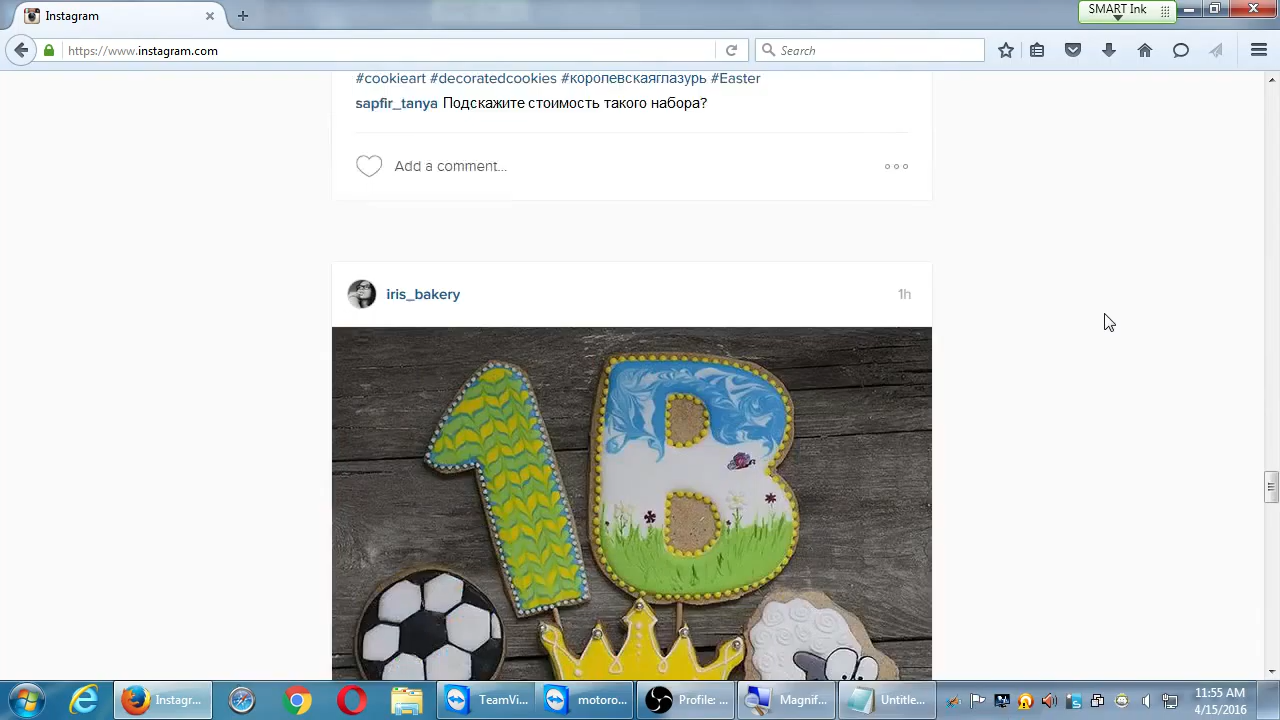 Instagram
SMART Ink
https://www.instagram.com
Search
#cookieart #decoratedcookies #королевскаяглазурь #Easter
sapfir_tanya Подскажите стоимость такого набора?
Add a comment...
iris_bakery
1h
1 B
Instagr...
TeamVi...
motoro...
Profile: ...
Magnif...
Untitle...
11:55 AM
4/15/2016